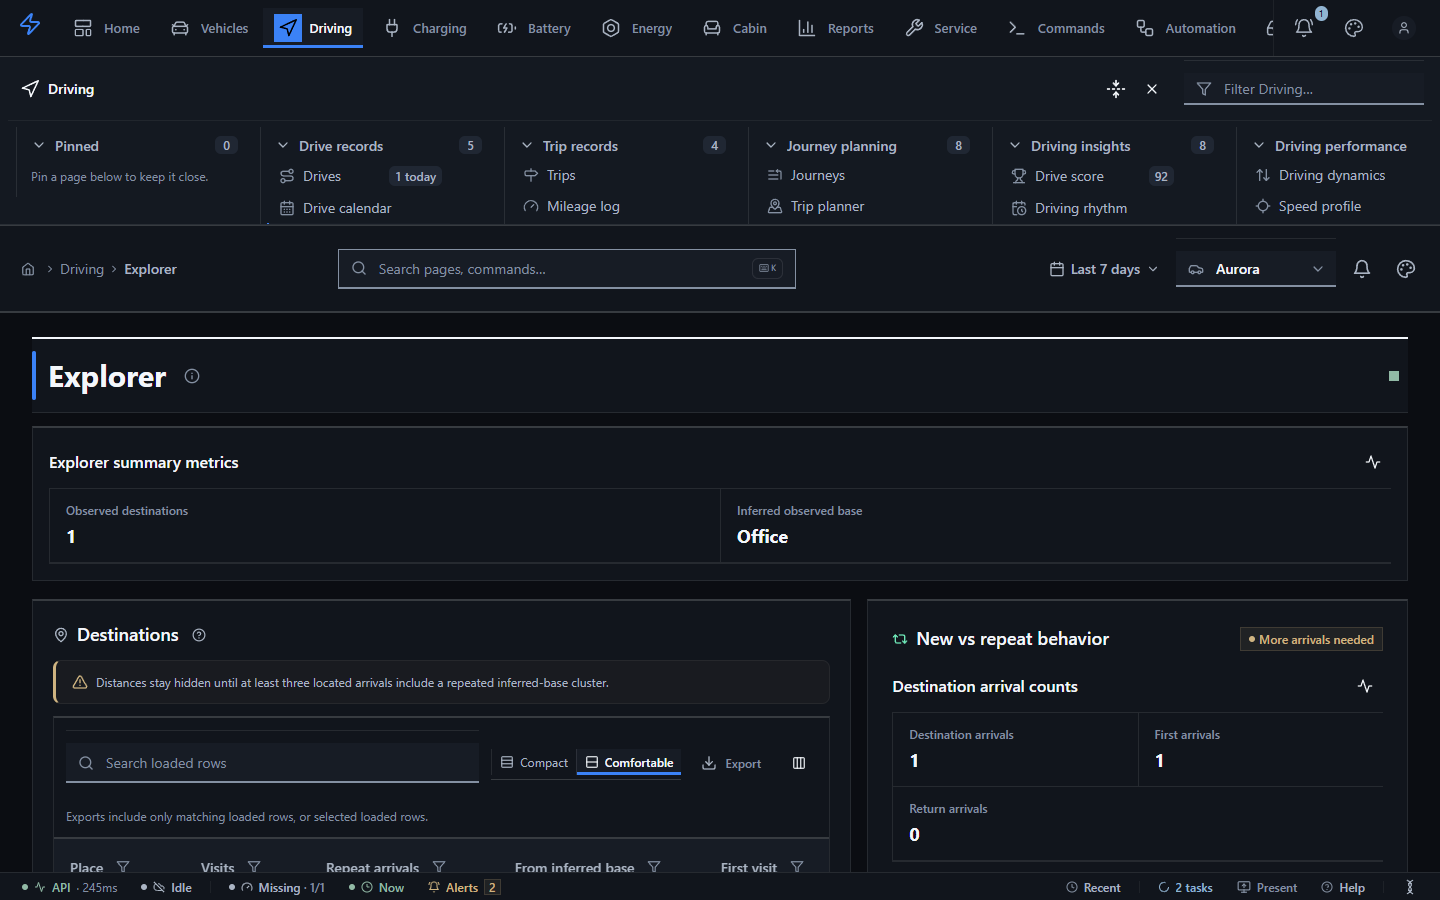 Home
Vehicles
Driving
Charging
Battery
Energy
Cabin
Reports
Service
Commands
Automation
1
Driving
Filter Driving...
Pinned 0
Pin a page below to keep it close.
Drive records 5
Drives 1 today
Drive calendar
Trip records 4
Trips
Mileage log
Journey planning 8
Journeys
Trip planner
Driving insights 8
Drive score 92
Driving rhythm
Driving performance
Driving dynamics
Speed profile
Driving Explorer
Search pages, commands... K
Last 7 days
Aurora
Explorer
Explorer summary metrics
Observed destinations
1
Inferred observed base
Office
Destinations
Distances stay hidden until at least three located arrivals include a repeated inferred-base cluster.
Search loaded rows
Compact
Comfortable
Export
Exports include only matching loaded rows, or selected loaded rows.
Place Visits Repeat arrivals From inferred base First visit
New vs repeat behavior
More arrivals needed
Destination arrival counts
Destination arrivals
1
First arrivals
1
Return arrivals
0
API · 245ms
Idle
Missing · 1/1
Now
Alerts 2
Recent
2 tasks
Present
Help